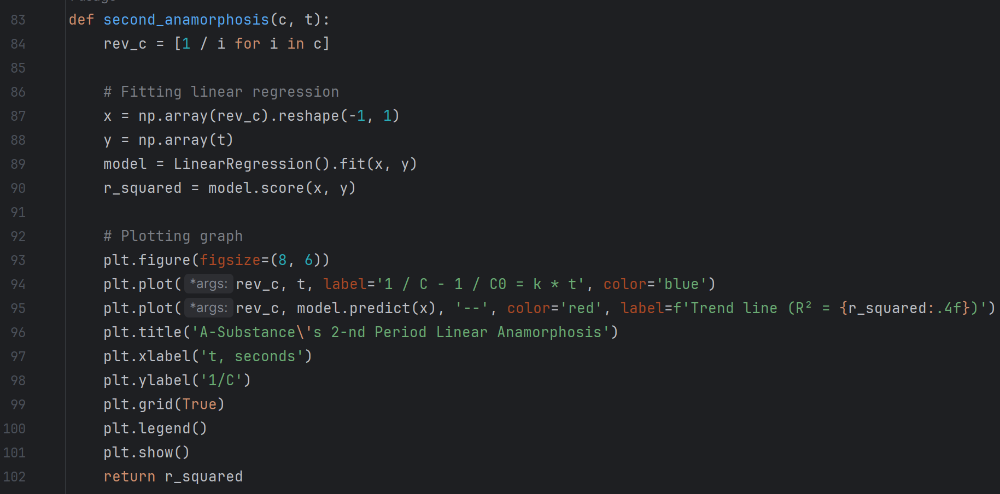 83 def second_anamorphosis(c, t):
84     rev_c = [1 / i for i in c]
85
86     # Fitting linear regression
87     x = np.array(rev_c).reshape(-1, 1)
88     y = np.array(t)
89     model = LinearRegression().fit(x, y)
90     r_squared = model.score(x, y)
91
92     # Plotting graph
93     plt.figure(figsize=(8, 6))
94     plt.plot( *args: rev_c, t, label='1 / C - 1 / C0 = k * t', color='blue')
95     plt.plot( *args: rev_c, model.predict(x), '--', color='red', label=f'Trend line (R² = {r_squared:.4f})')
96     plt.title('A-Substance\'s 2-nd Period Linear Anamorphosis')
97     plt.xlabel('t, seconds')
98     plt.ylabel('1/C')
99     plt.grid(True)
100     plt.legend()
101     plt.show()
102     return r_squared